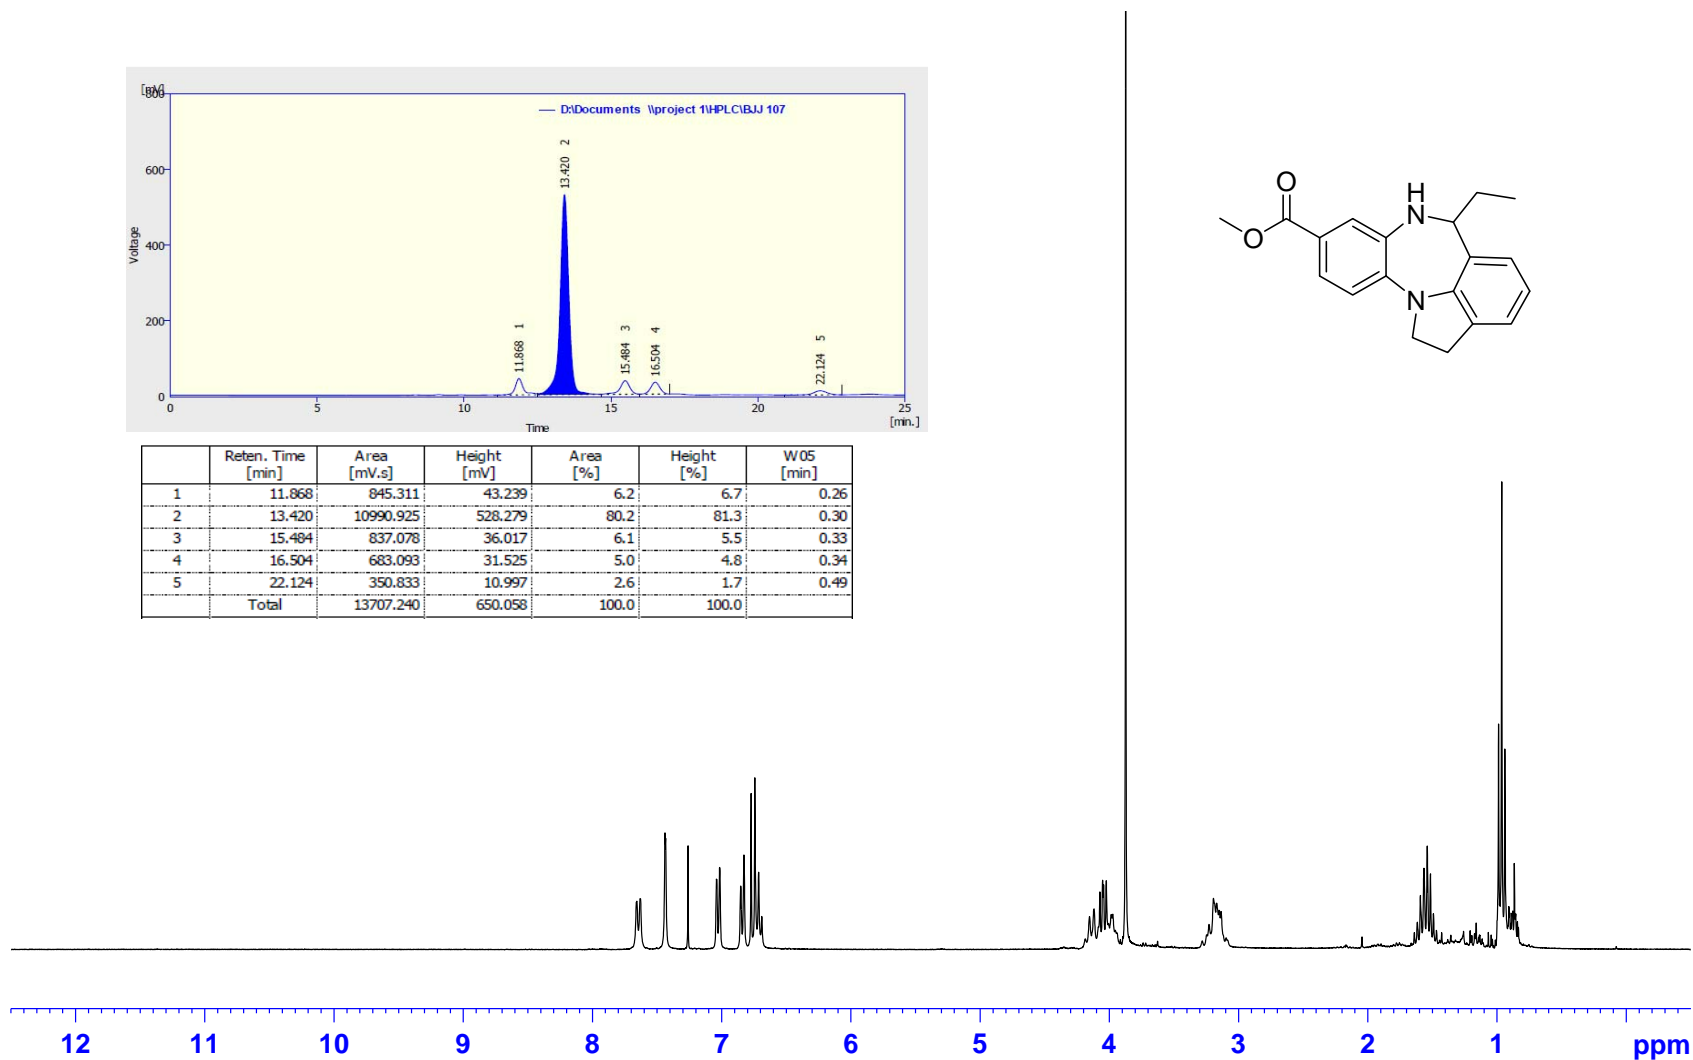 [mV]
800
600
400
200
0
Voltage
D:\Documents \\project 1\HPLC\BJJ 107
11.868 1
13.420 2
15.484 3
16.504 4
22.124 5
0 5 10 15 20 25
Time
[min.]
Reten. Time [min] Area [mV.s] Height [mV] Area [%] Height [%] W05 [min]
1 11.868 845.311 43.239 6.2 6.7 0.26
2 13.420 10990.925 528.279 80.2 81.3 0.30
3 15.484 837.078 36.017 6.1 5.5 0.33
4 16.504 683.093 31.525 5.0 4.8 0.34
5 22.124 350.833 10.997 2.6 1.7 0.49
Total 13707.240 650.058 100.0 100.0
O
O
H
N
N
12 11 10 9 8 7 6 5 4 3 2 1 ppm